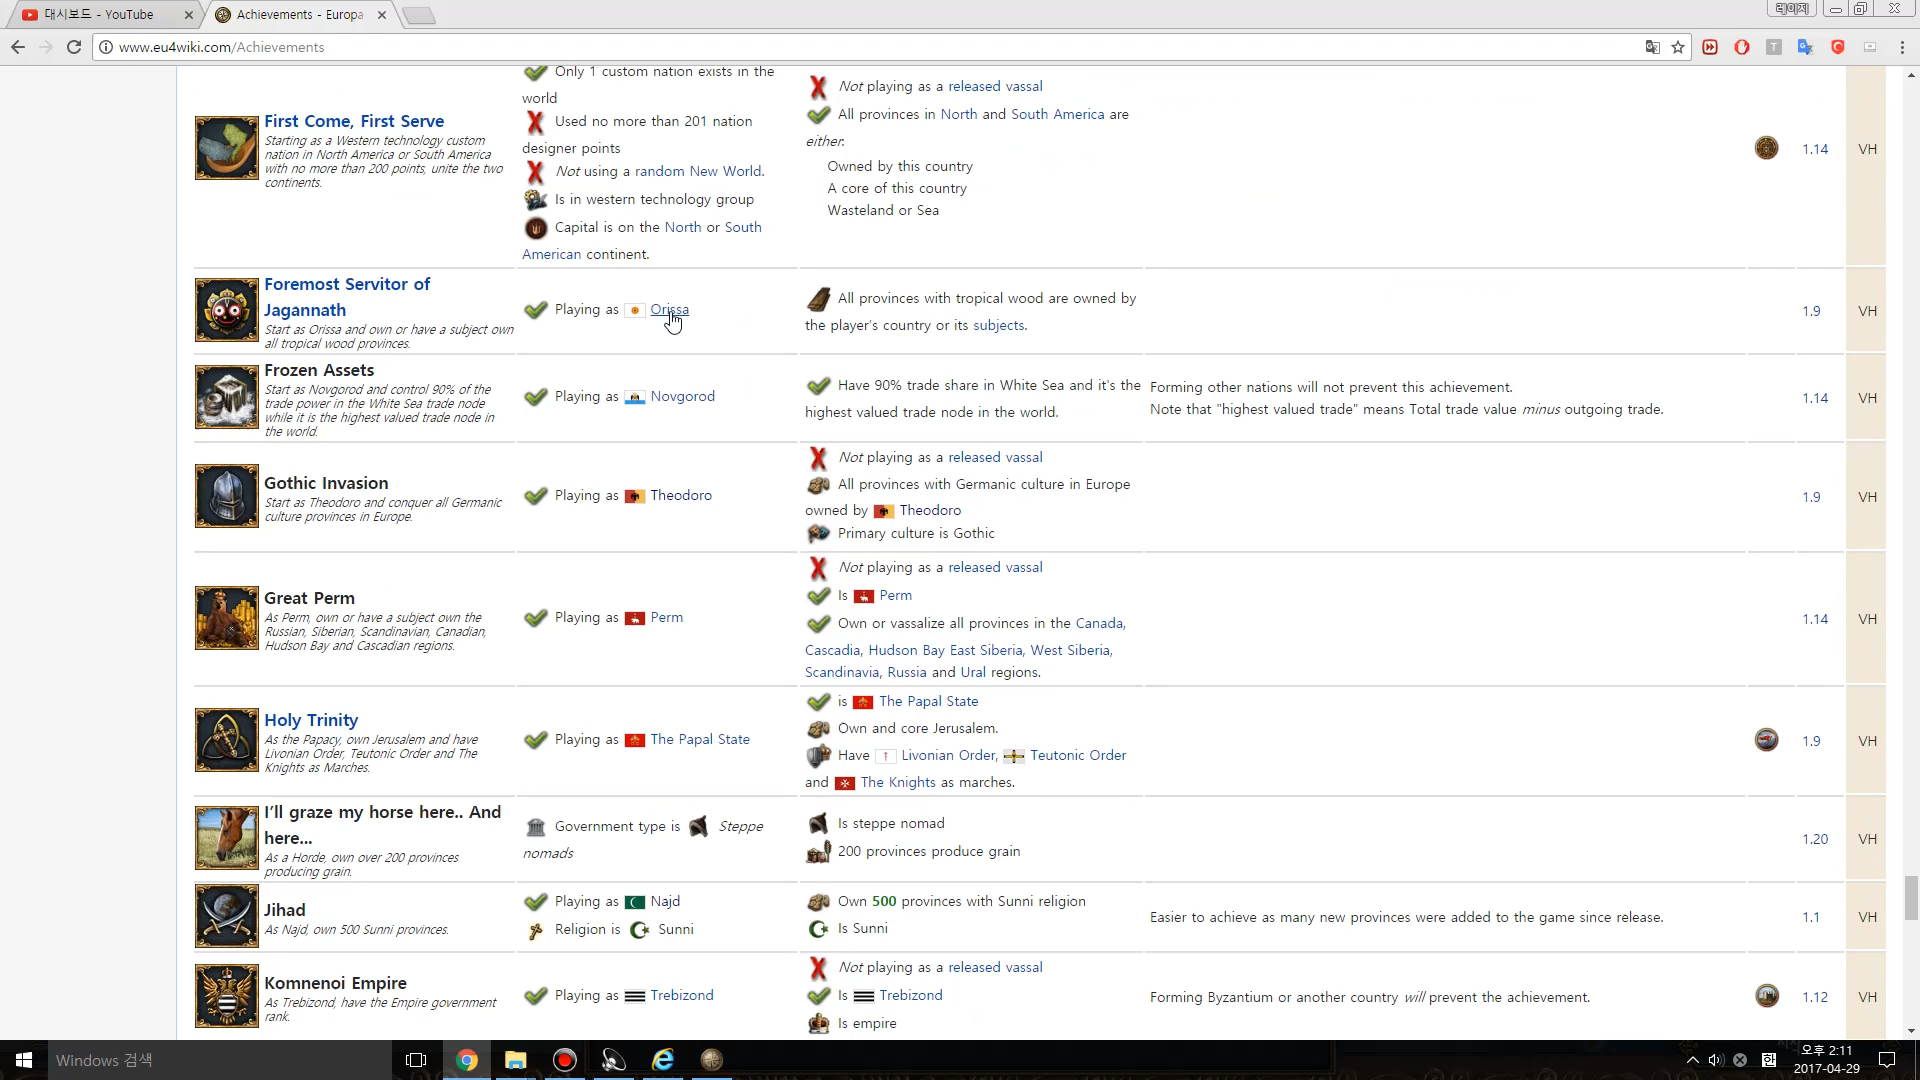 대시보드 - YouTube
Achievements - Europa
레이지
www.eu4wiki.com/Achievements
Only 1 custom nation exists in the
world
Used no more than 201 nation
designer points
Not using a random New World.
Is in western technology group
Capital is on the North or South
American continent.
First Come, First Serve
Starting as a Western technology custom
nation in North America or South America
with no more than 200 points, unite the two
continents.
Not playing as a released vassal
All provinces in North and South America are
either:
Owned by this country
A core of this country
Wasteland or Sea
1.14
VH
Foremost Servitor of
Jagannath
Start as Orissa and own or have a subject own
all tropical wood provinces.
Playing as Orissa
All provinces with tropical wood are owned by
the player's country or its subjects.
1.9
VH
Frozen Assets
Start as Novgorod and control 90% of the
trade power in the White Sea trade node
while it is the highest valued trade node in
the world.
Playing as Novgorod
Have 90% trade share in White Sea and it's the
highest valued trade node in the world.
Forming other nations will not prevent this achievement.
Note that "highest valued trade" means Total trade value minus outgoing trade.
1.14
VH
Gothic Invasion
Start as Theodoro and conquer all Germanic
culture provinces in Europe.
Playing as Theodoro
Not playing as a released vassal
All provinces with Germanic culture in Europe
owned by Theodoro
Primary culture is Gothic
1.9
VH
Great Perm
As Perm, own or have a subject own the
Russian, Siberian, Scandinavian, Canadian,
Hudson Bay and Cascadian regions.
Playing as Perm
Not playing as a released vassal
Is Perm
Own or vassalize all provinces in the Canada,
Cascadia, Hudson Bay East Siberia, West Siberia,
Scandinavia, Russia and Ural regions.
1.14
VH
Holy Trinity
As the Papacy, own Jerusalem and have
Livonian Order, Teutonic Order and The
Knights as Marches.
Playing as The Papal State
is The Papal State
Own and core Jerusalem.
Have Livonian Order, Teutonic Order
and The Knights as marches.
1.9
VH
I'll graze my horse here.. And
here...
As a Horde, own over 200 provinces
producing grain.
Government type is Steppe
nomads
Is steppe nomad
200 provinces produce grain
1.20
VH
Jihad
As Najd, own 500 Sunni provinces.
Playing as Najd
Religion is Sunni
Own 500 provinces with Sunni religion
Is Sunni
Easier to achieve as many new provinces were added to the game since release.
1.1
VH
Komnenoi Empire
As Trebizond, have the Empire government
rank.
Playing as Trebizond
Not playing as a released vassal
Is Trebizond
Is empire
Forming Byzantium or another country will prevent the achievement.
1.12
VH
Windows 검색
한
오후 2:11
2017-04-29